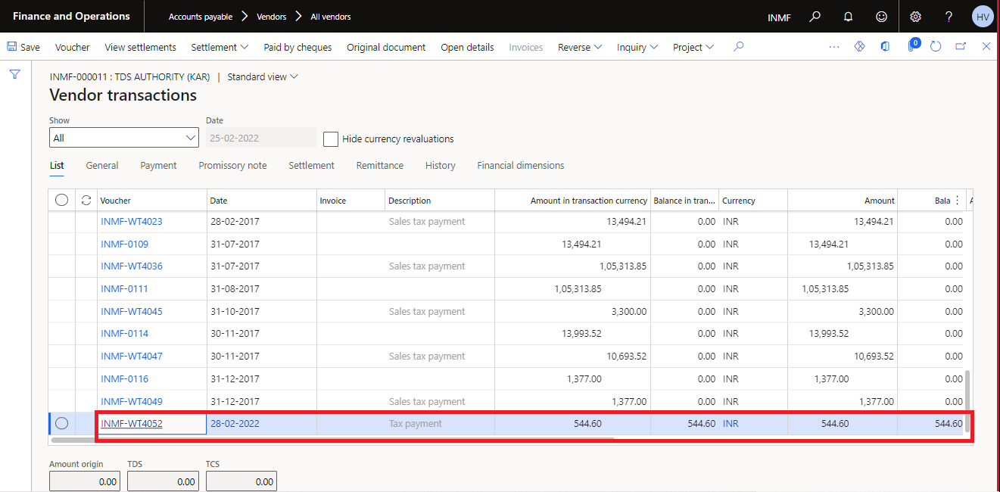 Finance and Operations Accounts payable Vendors All vendors INMF ? HV
Save Voucher View settlements Settlement Paid by cheques Original document Open details Invoices Reverse Inquiry Project ... 0
INMF-000011 : TDS AUTHORITY (KAR) | Standard view
Vendor transactions
Show Date
All 25-02-2022 Hide currency revaluations
List General Payment Promissory note Settlement Remittance History Financial dimensions
Voucher Date Invoice Description Amount in transaction currency Balance in tran... Currency Amount Bala
INMF-WT4023 28-02-2017 Sales tax payment 13,494.21 0.00 INR 13,494.21 0.00
INMF-0109 31-07-2017 13,494.21 0.00 INR 13,494.21 0.00
INMF-WT4036 31-07-2017 Sales tax payment 1,05,313.85 0.00 INR 1,05,313.85 0.00
INMF-0111 31-08-2017 1,05,313.85 0.00 INR 1,05,313.85 0.00
INMF-WT4045 31-10-2017 Sales tax payment 3,300.00 0.00 INR 3,300.00 0.00
INMF-0114 30-11-2017 13,993.52 0.00 INR 13,993.52 0.00
INMF-WT4047 30-11-2017 Sales tax payment 10,693.52 0.00 INR 10,693.52 0.00
INMF-0116 31-12-2017 1,377.00 0.00 INR 1,377.00 0.00
INMF-WT4049 31-12-2017 Sales tax payment 1,377.00 0.00 INR 1,377.00 0.00
INMF-WT4052 28-02-2022 Tax payment 544.60 544.60 INR 544.60 544.60
Amount origin TDS TCS
0.00 0.00 0.00